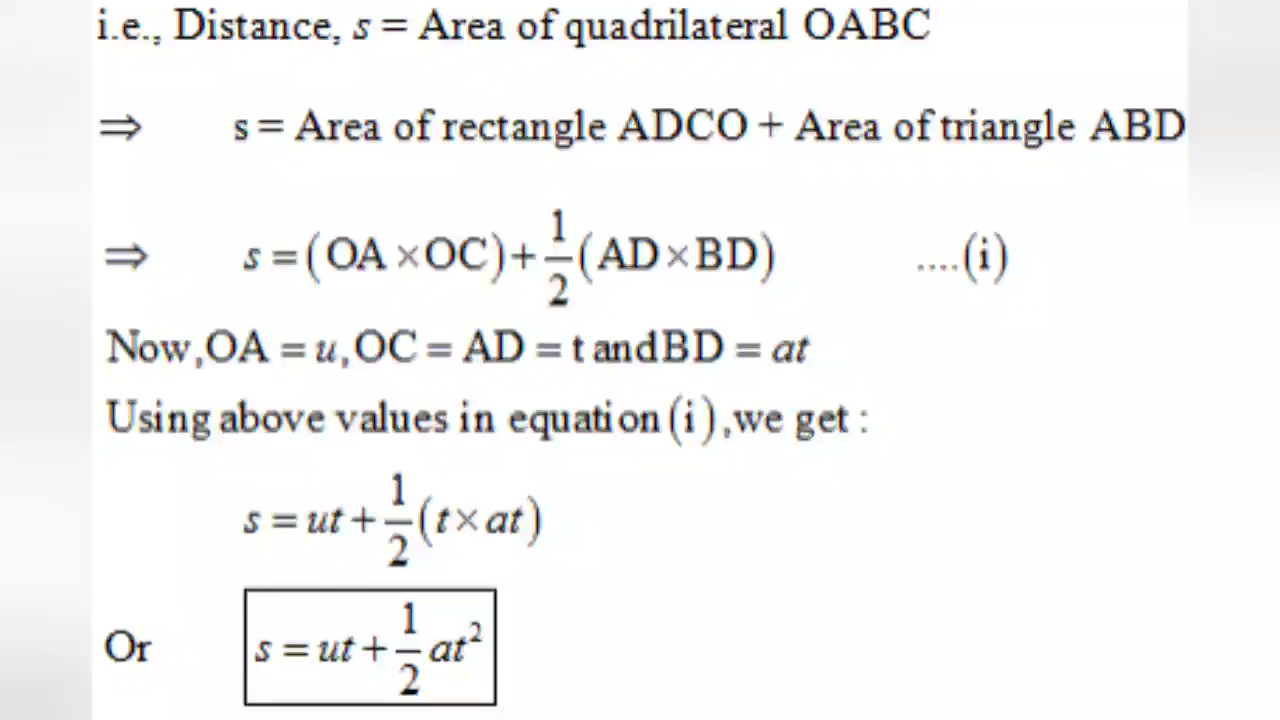 i.e., Distance, s = Area of quadrilateral OABC
⇒ s = Area of rectangle ADCO + Area of triangle ABD
⇒ s = (OA × OC) + 1/2 (AD × BD) ....(i)
Now, OA = u, OC = AD = t and BD = at
Using above values in equation (i), we get :
s = ut + 1/2 (t × at)
Or s = ut + 1/2 at²